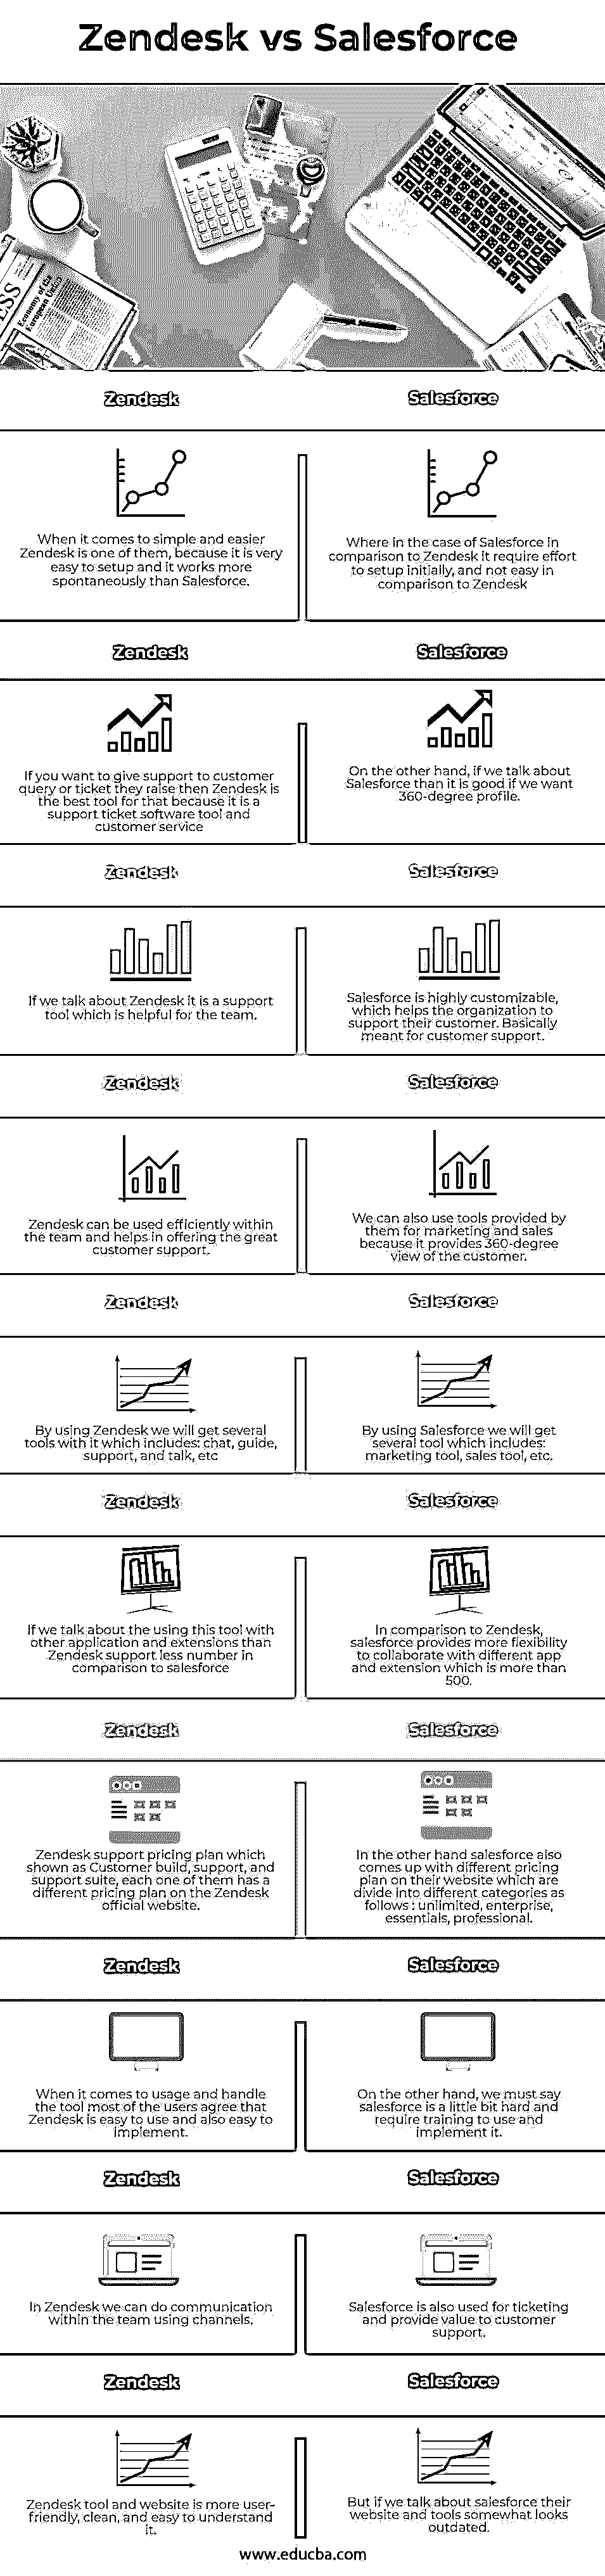 Zendesk vs Salesforce
ESS
Economy of the
European Union
Zendesk
Salesforce
When it comes to simple and easier
Zendesk is one of them, because it is very
easy to setup and it works more
spontaneously than Salesforce.
Where in the case of Salesforce in
comparison to Zendesk it require effort
to setup initially, and not easy in
comparison to Zendesk
Zendesk
Salesforce
If you want to give support to customer
query or ticket they raise then Zendesk is
the best tool for that because it is a
support ticket software tool and
customer service
On the other hand, if we talk about
Salesforce than it is good if we want
360-degree profile.
Zendesk
Salesforce
If we talk about Zendesk it is a support
tool which is helpful for the team.
Salesforce is highly customizable,
which helps the organization to
support their customer. Basically
meant for customer support.
Zendesk
Salesforce
Zendesk can be used efficiently within
the team and helps in offering the great
customer support.
We can also use tools provided by
them for marketing and sales
because it provides 360-degree
view of the customer.
Zendesk
Salesforce
By using Zendesk we will get several
tools with it which includes: chat, guide,
support, and talk, etc
By using Salesforce we will get
several tool which includes:
marketing tool, sales tool, etc.
Zendesk
Salesforce
If we talk about the using this tool with
other application and extensions than
Zendesk support less number in
comparison to salesforce
In comparison to Zendesk,
salesforce provides more flexibility
to collaborate with different app
and extension which is more than
500.
Zendesk
Salesforce
Zendesk support pricing plan which
shown as Customer build, support, and
support suite, each one of them has a
different pricing plan on the Zendesk
official website.
In the other hand salesforce also
comes up with different pricing
plan on their website which are
divide into different categories as
follows : unlimited, enterprise,
essentials, professional.
Zendesk
Salesforce
When it comes to usage and handle
the tool most of the users agree that
Zendesk is easy to use and also easy to
implement.
On the other hand, we must say
salesforce is a little bit hard and
require training to use and
implement it.
Zendesk
Salesforce
In Zendesk we can do communication
within the team using channels.
Salesforce is also used for ticketing
and provide value to customer
support.
Zendesk
Salesforce
Zendesk tool and website is more user-
friendly, clean, and easy to understand
it.
But if we talk about salesforce their
website and tools somewhat looks
outdated.
www.educba.com